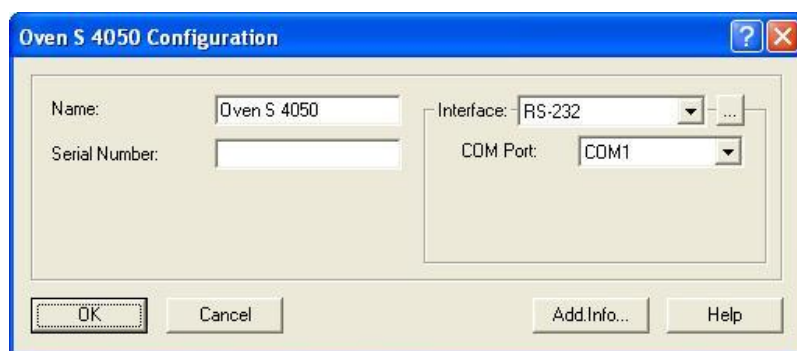 Oven S 4050 Configuration
Name: Oven S 4050 Interface: RS-232 ...
Serial Number: COM Port: COM1
OK Cancel Add.Info... Help